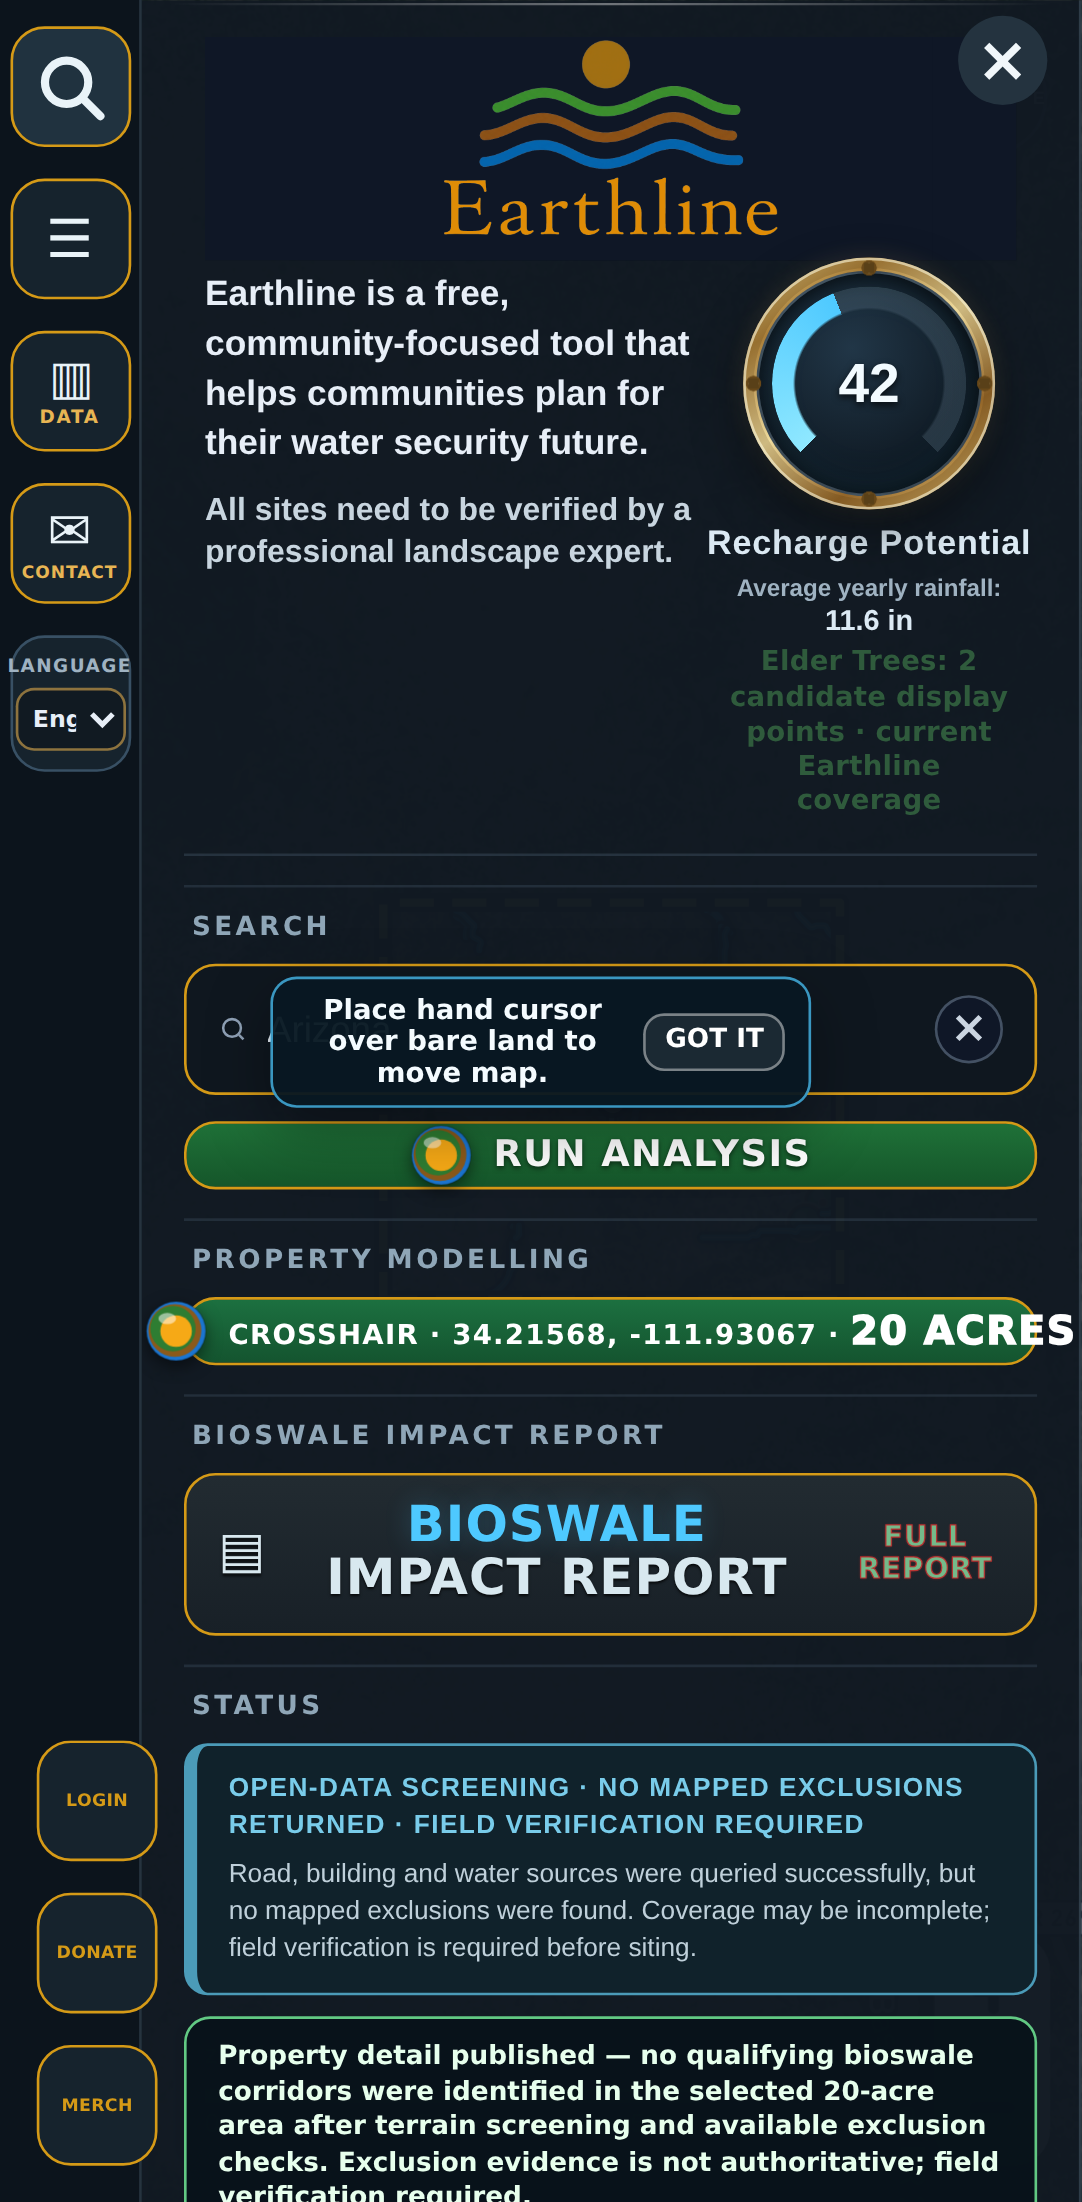 Earthline
Earthline is a free,
community-focused tool that
helps communities plan for
their water security future.
All sites need to be verified by a
professional landscape expert.
42
Recharge Potential
Average yearly rainfall:
11.6 in
Elder Trees: 2
candidate display
points · current
Earthline
coverage
DATA
CONTACT
LANGUAGE
Eng
SEARCH
Arizona
Place hand cursor
over bare land to
move map.
GOT IT
RUN ANALYSIS
PROPERTY MODELLING
CROSSHAIR · 34.21568, -111.93067 · 20 ACRES
BIOSWALE IMPACT REPORT
BIOSWALE
IMPACT REPORT
FULL
REPORT
STATUS
OPEN-DATA SCREENING · NO MAPPED EXCLUSIONS
RETURNED · FIELD VERIFICATION REQUIRED
Road, building and water sources were queried successfully, but
no mapped exclusions were found. Coverage may be incomplete;
field verification is required before siting.
LOGIN
DONATE
MERCH
Property detail published — no qualifying bioswale
corridors were identified in the selected 20-acre
area after terrain screening and available exclusion
checks. Exclusion evidence is not authoritative; field
verification required.